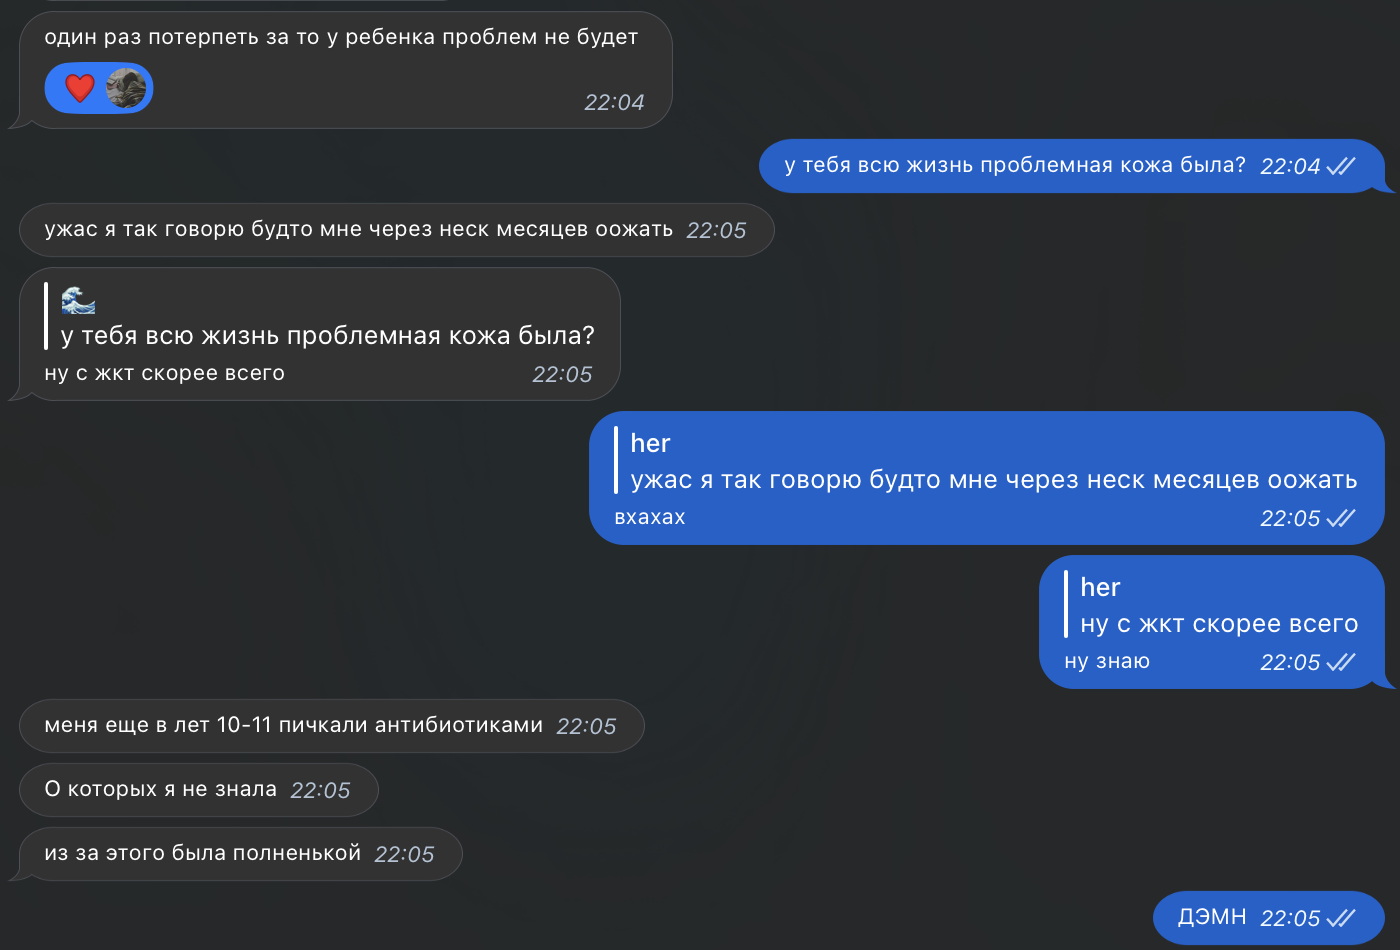 один раз потерпеть за то у ребенка проблем не будет
22:04
у тебя всю жизнь проблемная кожа была? 22:04
ужас я так говорю будто мне через неск месяцев оожать 22:05
у тебя всю жизнь проблемная кожа была?
ну с жкт скорее всего 22:05
her
ужас я так говорю будто мне через неск месяцев оожать
вхахах 22:05
her
ну с жкт скорее всего
ну знаю 22:05
меня еще в лет 10-11 пичкали антибиотиками 22:05
О которых я не знала 22:05
из за этого была полненькой 22:05
ДЭМН 22:05